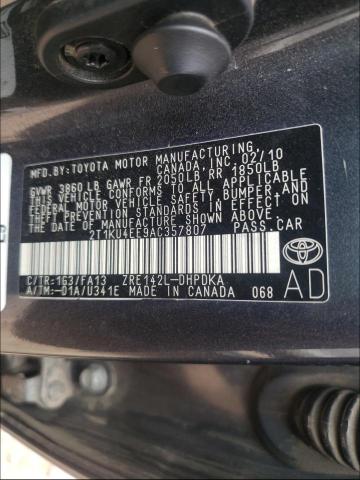 MFD.BY:TOYOTA MOTOR MANUFACTURING,
CANADA, INC. 02/10
GVWR 3860LB GAWR FR 2050LB RR 1850LB
THIS VEHICLE CONFORMS TO ALL APPLICABLE
FEDERAL MOTOR VEHICLE SAFETY, BUMPER, AND
THEFT PREVENTION STANDARDS IN EFFECT ON
THE DATE OF MANUFACTURE SHOWN ABOVE.
2T1KU4EE9AC357807 PASS.CAR
C/TR:1G3/FA13 ZRE142L-DHPDKA
A/TM:-01A/U341E MADE IN CANADA 068
AD